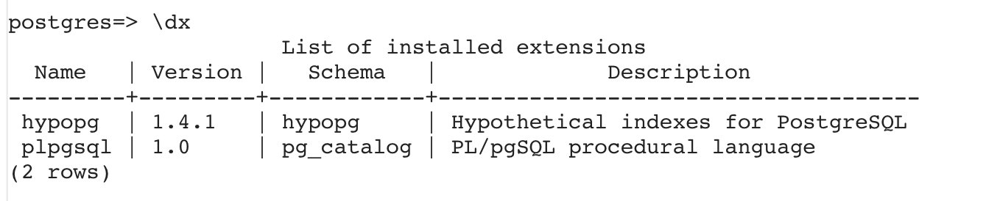 postgres=> \dx
                     List of installed extensions
  Name   | Version |   Schema   |             Description
---------+---------+------------+-------------------------------------
 hypopg  | 1.4.1   | hypopg     | Hypothetical indexes for PostgreSQL
 plpgsql | 1.0     | pg_catalog | PL/pgSQL procedural language
(2 rows)